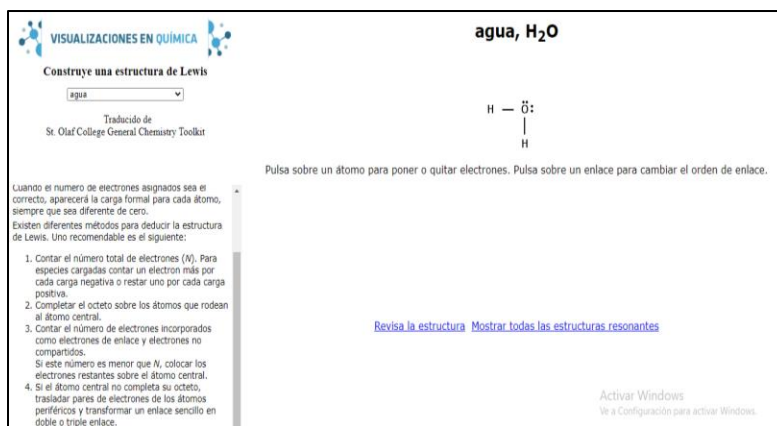 VISUALIZACIONES EN QUÍMICA
Construye una estructura de Lewis
agua
Traducido de
St. Olaf College General Chemistry Toolkit
Cuando el numero de electrones asignados sea el
correcto, aparecerá la carga formal para cada átomo,
siempre que sea diferente de cero.
Existen diferentes métodos para deducir la estructura
de Lewis. Uno recomendable es el siguiente:
1. Contar el número total de electrones (N). Para
especies cargadas contar un electron más por
cada carga negativa o restar uno por cada carga
positiva.
2. Completar el octeto sobre los átomos que rodean
al átomo central.
3. Contar el número de electrones incorporados
como electrones de enlace y electrones no
compartidos.
Si este número es menor que N, colocar los
electrones restantes sobre el átomo central.
4. Si el átomo central no completa su octeto,
trasladar pares de electrones de los átomos
periféricos y transformar un enlace sencillo en
doble o triple enlace.
agua, H₂O
H — Ö:
|
H
Pulsa sobre un átomo para poner o quitar electrones. Pulsa sobre un enlace para cambiar el orden de enlace.
Revisa la estructura Mostrar todas las estructuras resonantes
Activar Windows
Ve a Configuración para activar Windows.